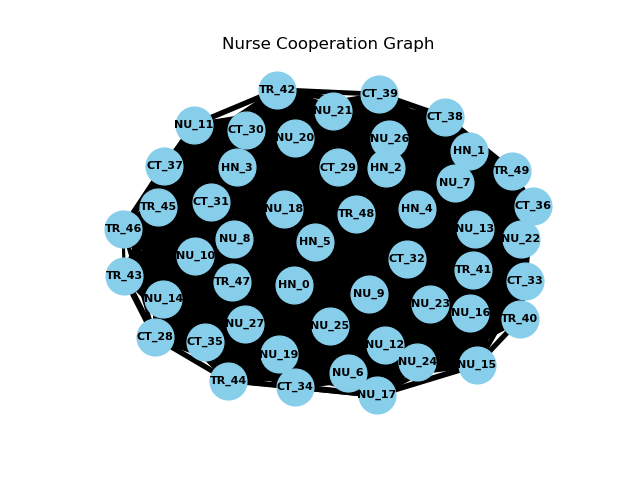 Nurse Cooperation Graph
TR_42
CT_39
NU_21
CT_38
NU_11
CT_30
NU_20
NU_26
HN_1
CT_37
HN_3
CT_29
HN_2
TR_49
NU_7
TR_45
CT_31
NU_18
TR_48
HN_4
CT_36
TR_46
NU_8
HN_5
NU_13
NU_22
NU_10
CT_32
TR_43
TR_47
HN_0
TR_41
CT_33
NU_14
NU_9
NU_23
NU_16
TR_40
CT_28
CT_35
NU_27
NU_25
NU_12
NU_19
NU_24
NU_15
TR_44
CT_34
NU_6
NU_17